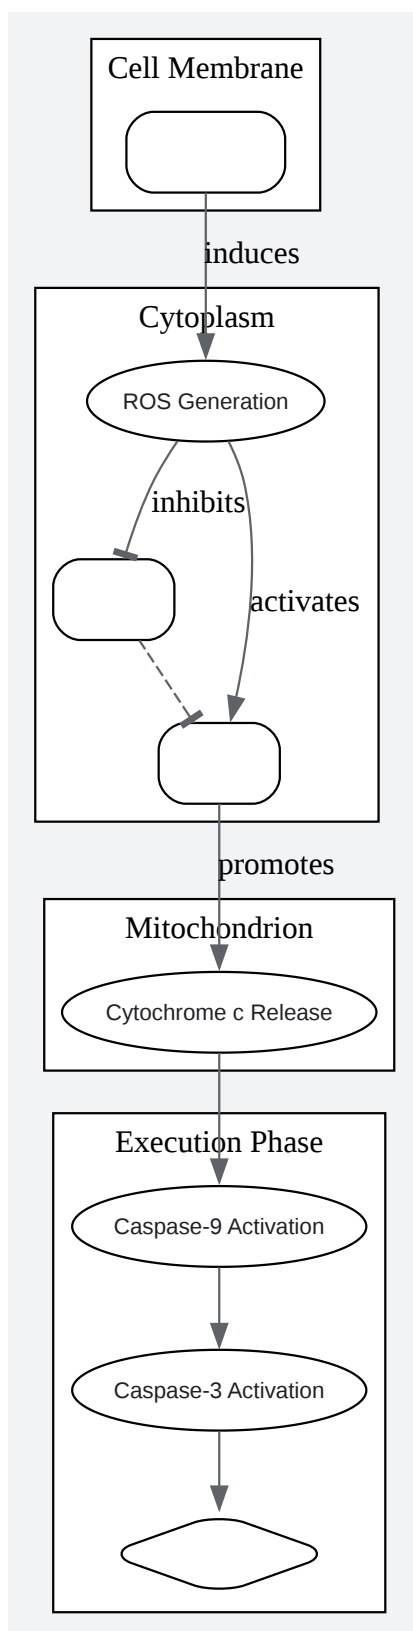 Cell Membrane
induces
Cytoplasm
ROS Generation
inhibits
activates
promotes
Mitochondrion
Cytochrome c Release
Execution Phase
Caspase-9 Activation
Caspase-3 Activation